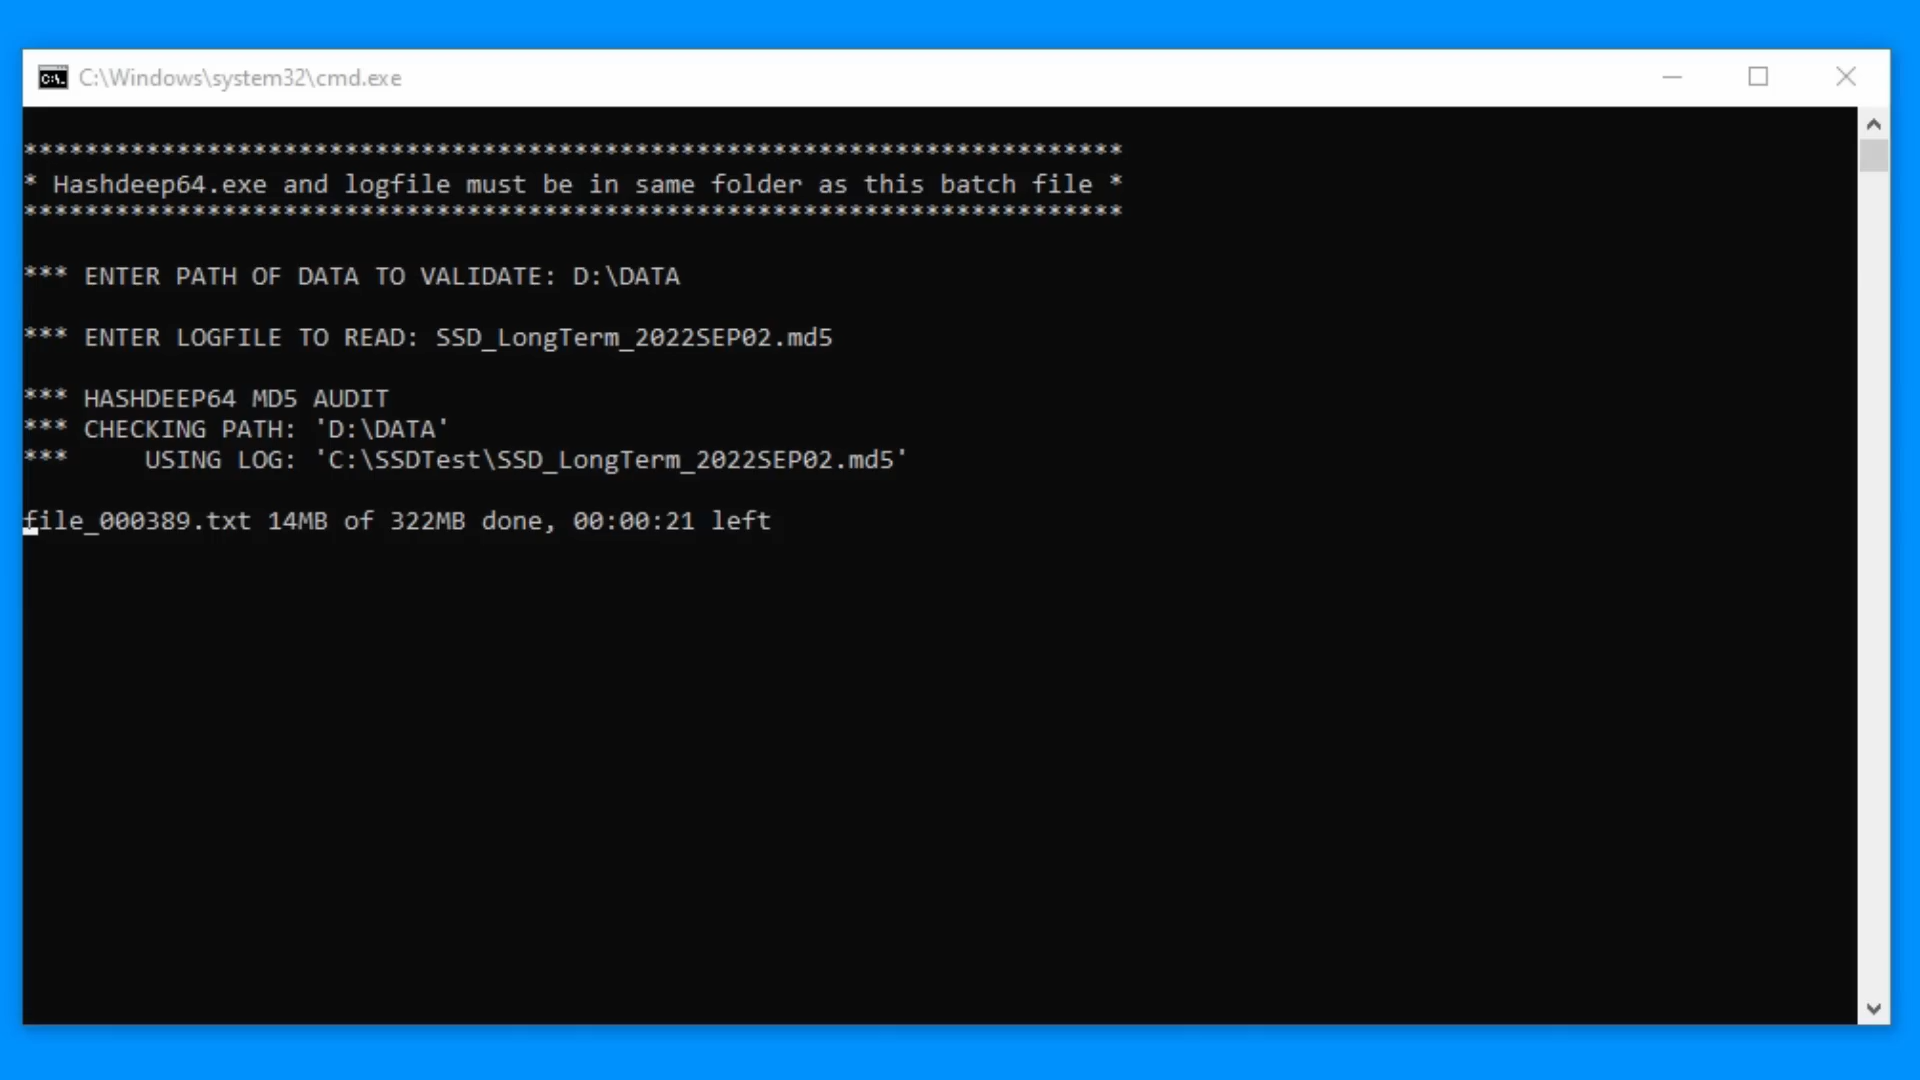 C:\Windows\system32\cmd.exe
************************************************************************
* Hashdeep64.exe and logfile must be in same folder as this batch file *
************************************************************************
*** ENTER PATH OF DATA TO VALIDATE: D:\DATA
*** ENTER LOGFILE TO READ: SSD_LongTerm_2022SEP02.md5
*** HASHDEEP64 MD5 AUDIT
*** CHECKING PATH: 'D:\DATA'
***     USING LOG: 'C:\SSDTest\SSD_LongTerm_2022SEP02.md5'
file_000389.txt 14MB of 322MB done, 00:00:21 left